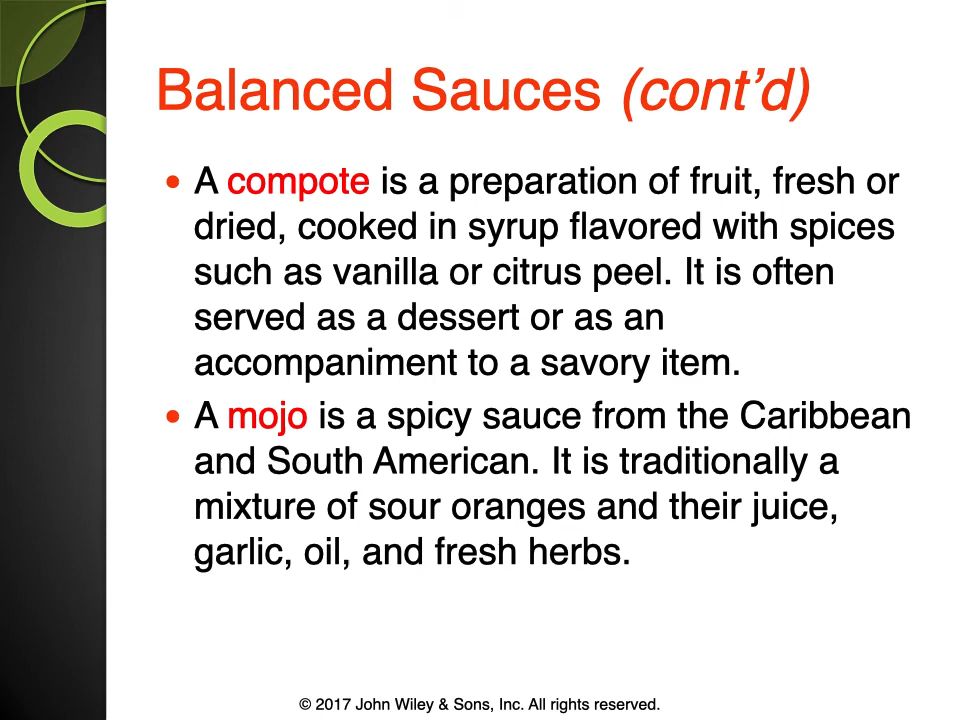 Balanced Sauces (cont’d)
• A compote is a preparation of fruit, fresh or
dried, cooked in syrup flavored with spices
such as vanilla or citrus peel. It is often
served as a dessert or as an
accompaniment to a savory item.
• A mojo is a spicy sauce from the Caribbean
and South American. It is traditionally a
mixture of sour oranges and their juice,
garlic, oil, and fresh herbs.
© 2017 John Wiley & Sons, Inc. All rights reserved.